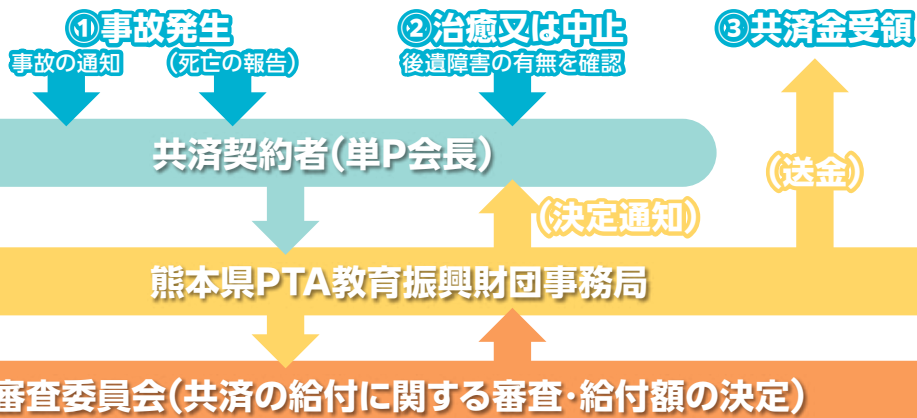 ①事故発生
事故の通知
(死亡の報告)
②治癒又は中止
後遺障害の有無を確認
③共済金受領
共済契約者(単P会長)
(送金)
(決定通知)
熊本県PTA教育振興財団事務局
審査委員会(共済の給付に関する審査・給付額の決定)